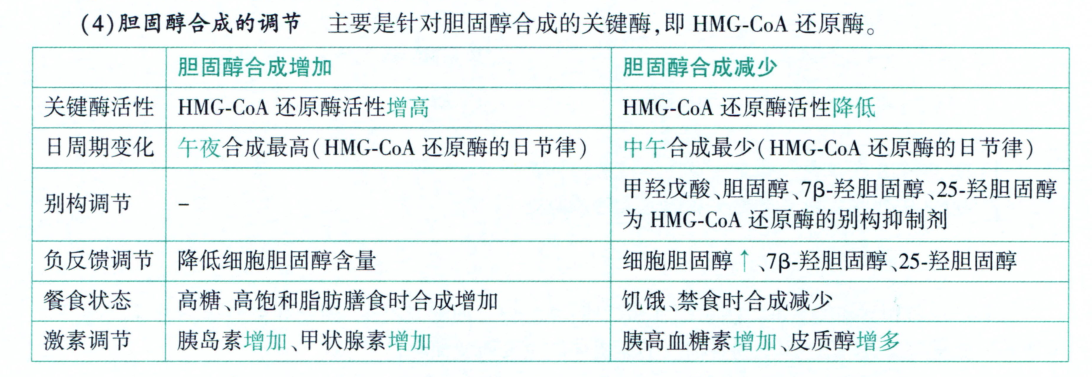 (4)胆固醇合成的调节 主要是针对胆固醇合成的关键酶,即 HMG-CoA 还原酶。
胆固醇合成增加 胆固醇合成减少
关键酶活性 HMG-CoA 还原酶活性增高 HMG-CoA 还原酶活性降低
日周期变化 午夜合成最高(HMG-CoA 还原酶的日节律) 中午合成最少(HMG-CoA 还原酶的日节律)
别构调节 – 甲羟戊酸、胆固醇、7β-羟胆固醇、25-羟胆固醇
为 HMG-CoA 还原酶的别构抑制剂
负反馈调节 降低细胞胆固醇含量 细胞胆固醇↑、7β-羟胆固醇、25-羟胆固醇
餐食状态 高糖、高饱和脂肪膳食时合成增加 饥饿、禁食时合成减少
激素调节 胰岛素增加、甲状腺素增加 胰高血糖素增加、皮质醇增多